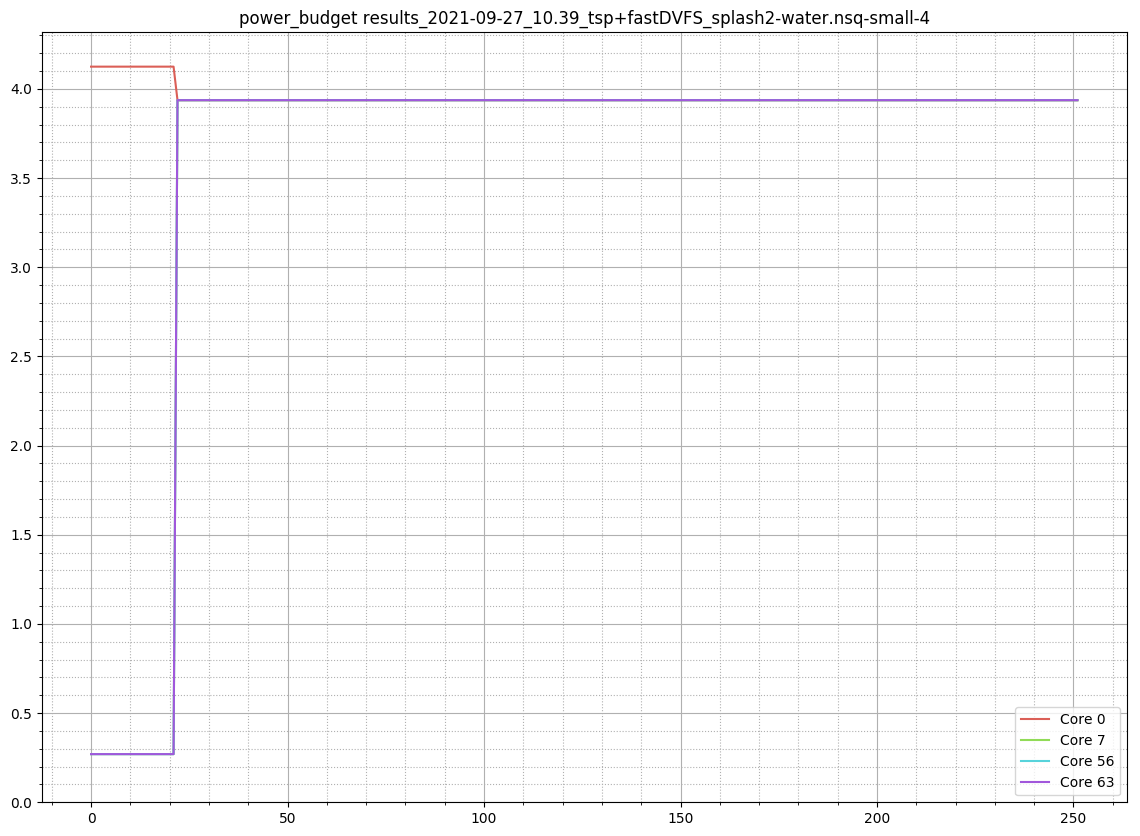 power_budget results_2021-09-27_10.39_tsp+fastDVFS_splash2-water.nsq-small-4
4.0
3.5
3.0
2.5
2.0
1.5
1.0
0.5
0.0
Core 0
Core 7
Core 56
Core 63
0 50 100 150 200 250